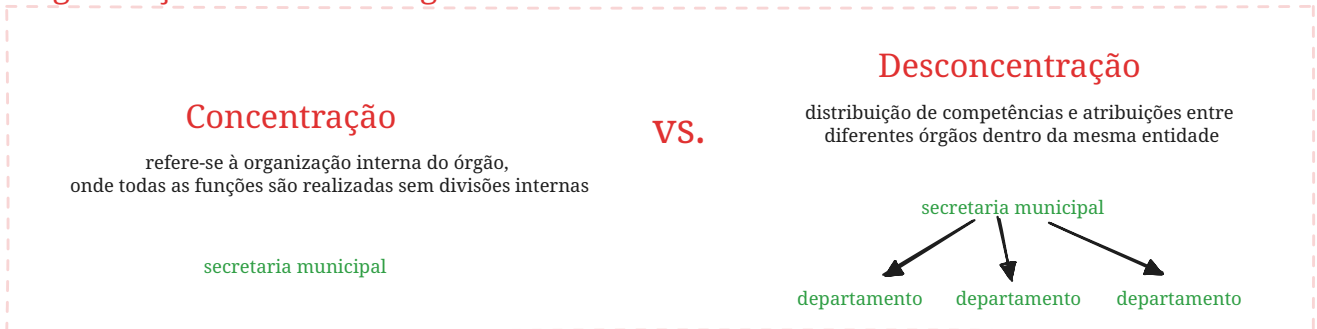 Concentração
refere-se à organização interna do órgão,
onde todas as funções são realizadas sem divisões internas
secretaria municipal
vs.
Desconcentração
distribuição de competências e atribuições entre
diferentes órgãos dentro da mesma entidade
secretaria municipal
departamento departamento departamento